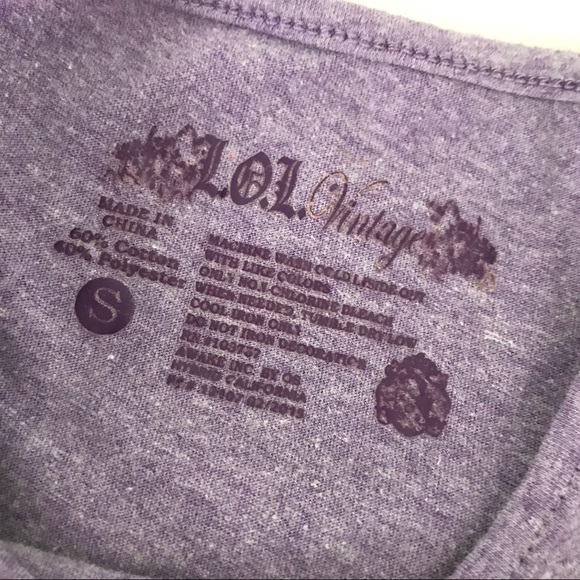 L.O.L. Vintage
MADE IN
CHINA
60% Cotton
40% Polyester
S
MACHINE WASH COLD INSIDE OUT
WITH LIKE COLORS
ONLY NON-CHLORINE BLEACH
WHEN NEEDED, TUMBLE DRY LOW
COOL IRON ONLY
DO NOT IRON DECORATION
AWAKE INC.
CALIFORNIA